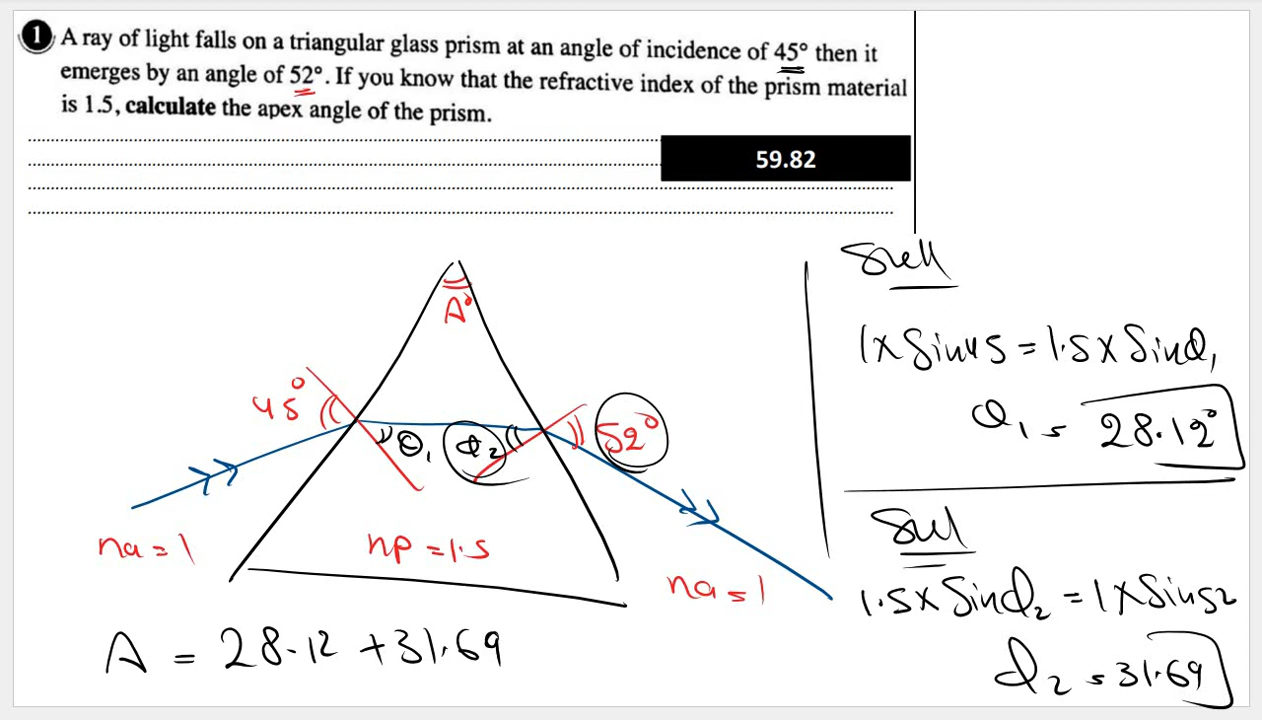 1 A ray of light falls on a triangular glass prism at an angle of incidence of 45° then it
emerges by an angle of 52°. If you know that the refractive index of the prism material
is 1.5, calculate the apex angle of the prism.
59.82
Snell
1 x Sin45 = 1.5 x Sinθ₁
θ₁ = 28.12°
Snell
1.5 x Sinϕ₂ = 1 x Sin52
ϕ₂ = 31.69
A°
45°
θ₁
ϕ₂
52°
na = 1
np = 1.5
na = 1
A = 28.12 + 31.69